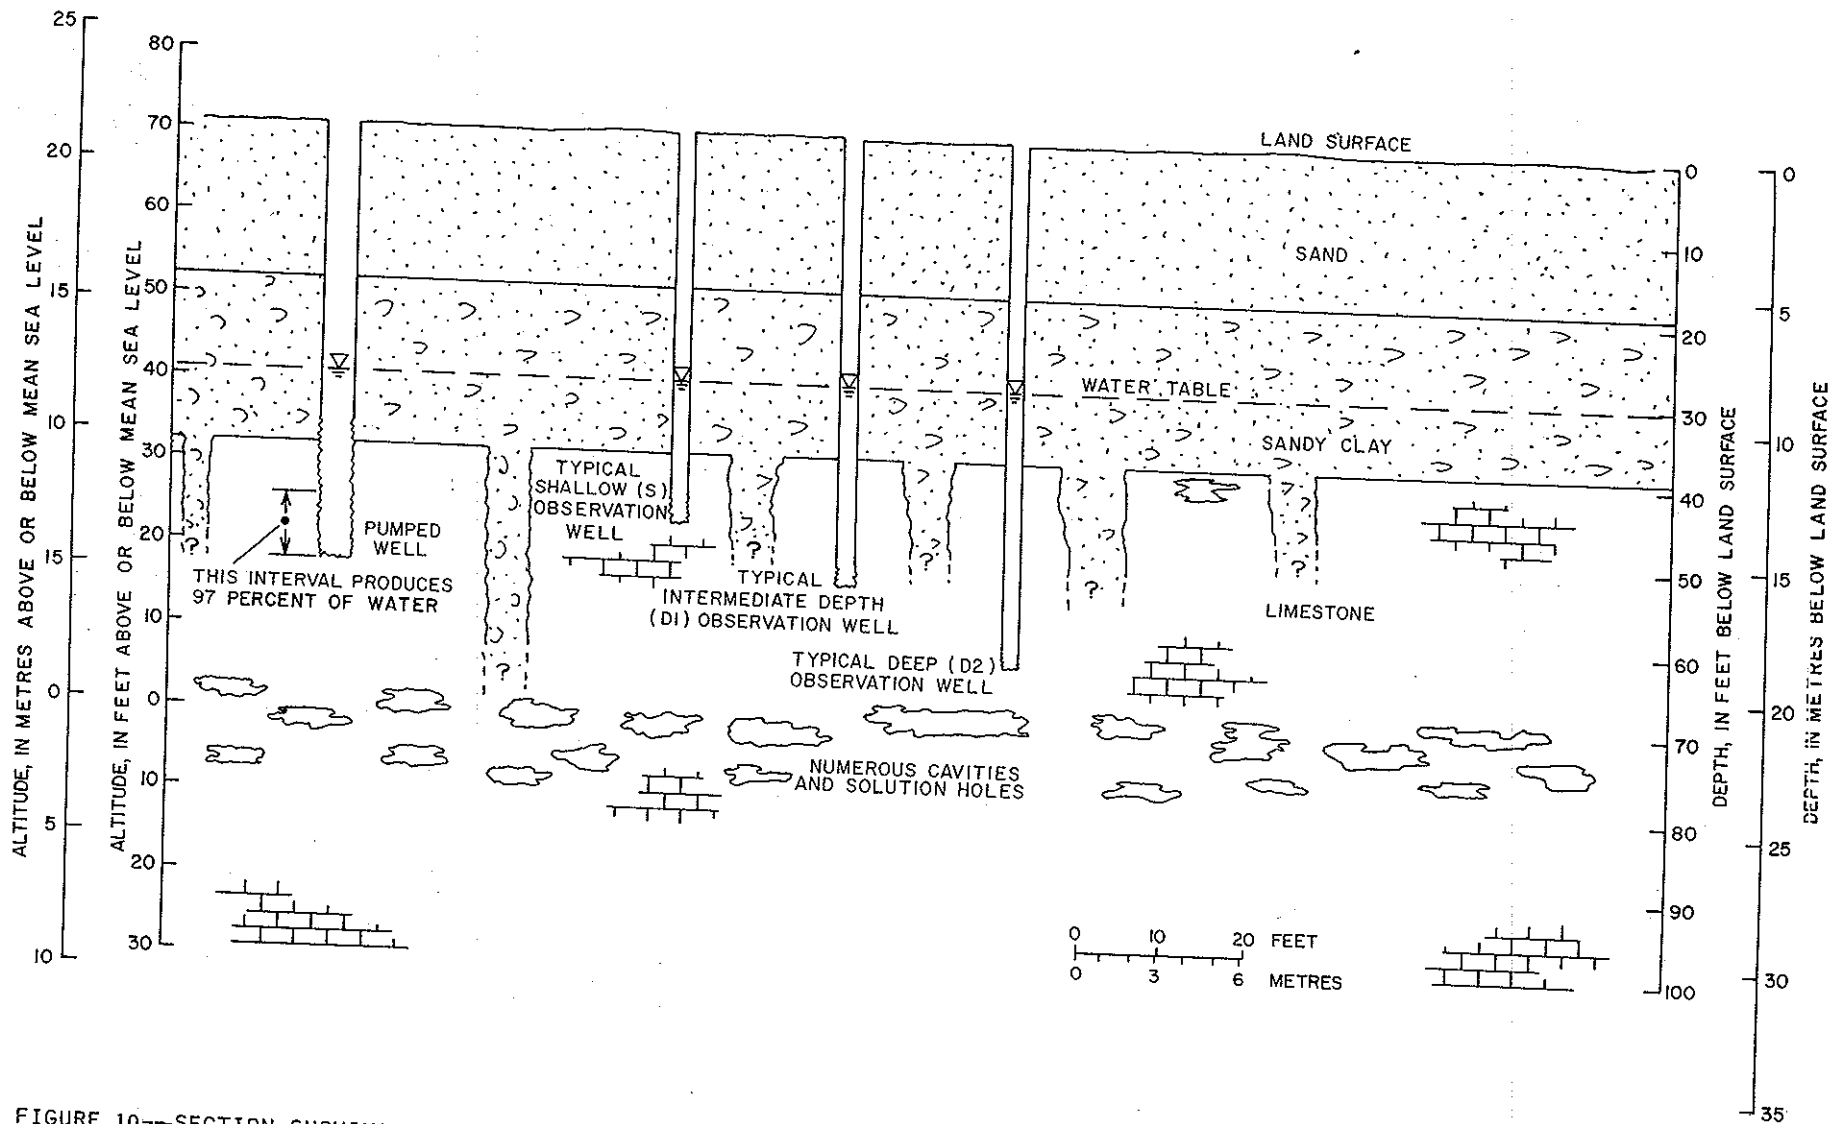 25
20
15
10
15
0
5
10
ALTITUDE, IN METRES ABOVE OR BELOW MEAN SEA LEVEL
80
70
60
50
40
30
20
10
0
10
20
30
ALTITUDE, IN FEET ABOVE OR BELOW MEAN SEA LEVEL
LAND SURFACE
SAND
WATER TABLE
SANDY CLAY
TYPICAL
SHALLOW (S)
OBSERVATION
WELL
PUMPED
WELL
THIS INTERVAL PRODUCES
97 PERCENT OF WATER
?
?
?
?
?
?
TYPICAL
INTERMEDIATE DEPTH
(D1) OBSERVATION WELL
LIMESTONE
TYPICAL DEEP (D2)
OBSERVATION WELL
NUMEROUS CAVITIES
AND SOLUTION HOLES
0 10 20 FEET
0 3 6 METRES
0
10
20
30
40
50
60
70
80
90
100
DEPTH, IN FEET BELOW LAND SURFACE
0
5
10
15
20
25
30
35
DEPTH, IN METRES BELOW LAND SURFACE
FIGURE 10--SECTION SHOWING